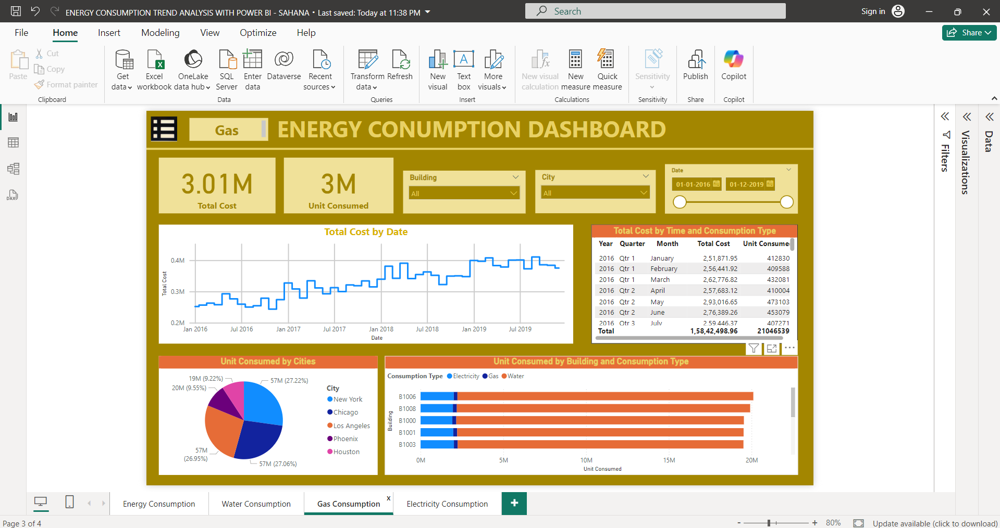 ENERGY CONSUMPTION TREND ANALYSIS WITH POWER BI - SAHANA • Last saved: Today at 11:38 PM
Search
Sign in
File Home Insert Modeling View Optimize Help
Share
Paste
Cut
Copy
Format painter
Clipboard
Get data
Excel workbook
OneLake data hub
SQL Server
Enter data
Dataverse
Recent sources
Data
Transform data
Refresh
Queries
New visual
Text box
More visuals
Insert
New visual calculation
New measure
Quick measure
Calculations
Sensitivity
Sensitivity
Publish
Share
Copilot
Copilot
Gas
ENERGY CONUMPTION DASHBOARD
3.01M
Total Cost
3M
Unit Consumed
Building
All
City
All
Date
01-01-2016 01-12-2019
Total Cost by Date
Total Cost
0.4M
0.3M
0.2M
Jan 2016 Jul 2016 Jan 2017 Jul 2017 Jan 2018 Jul 2018 Jan 2019 Jul 2019
Date
Total Cost by Time and Consumption Type
Year Quarter Month Total Cost Unit Consume
2016 Qtr 1 January 2,51,871.95 412830
2016 Qtr 1 February 2,56,441.92 409588
2016 Qtr 1 March 2,62,776.82 432081
2016 Qtr 2 April 2,57,683.12 410004
2016 Qtr 2 May 2,93,016.65 473103
2016 Qtr 2 June 2,76,389.26 453079
2016 Qtr 3 July 2,59,446.37 407271
Total 1,58,42,498.96 21046539
Unit Consumed by Cities
19M (9.22%)
20M (9.55%)
57M (27.22%)
57M (26.95%)
57M (27.06%)
City
New York
Chicago
Los Angeles
Phoenix
Houston
Unit Consumed by Building and Consumption Type
Consumption Type Electricity Gas Water
Building
B1006
B1008
B1000
B1001
B1003
0M 5M 10M 15M 20M
Unit Consumed
Filters
Visualizations
Data
DAX
Energy Consumption
Water Consumption
Gas Consumption x
Electricity Consumption
+
Page 3 of 4
- + 80%
Update available (click to download)